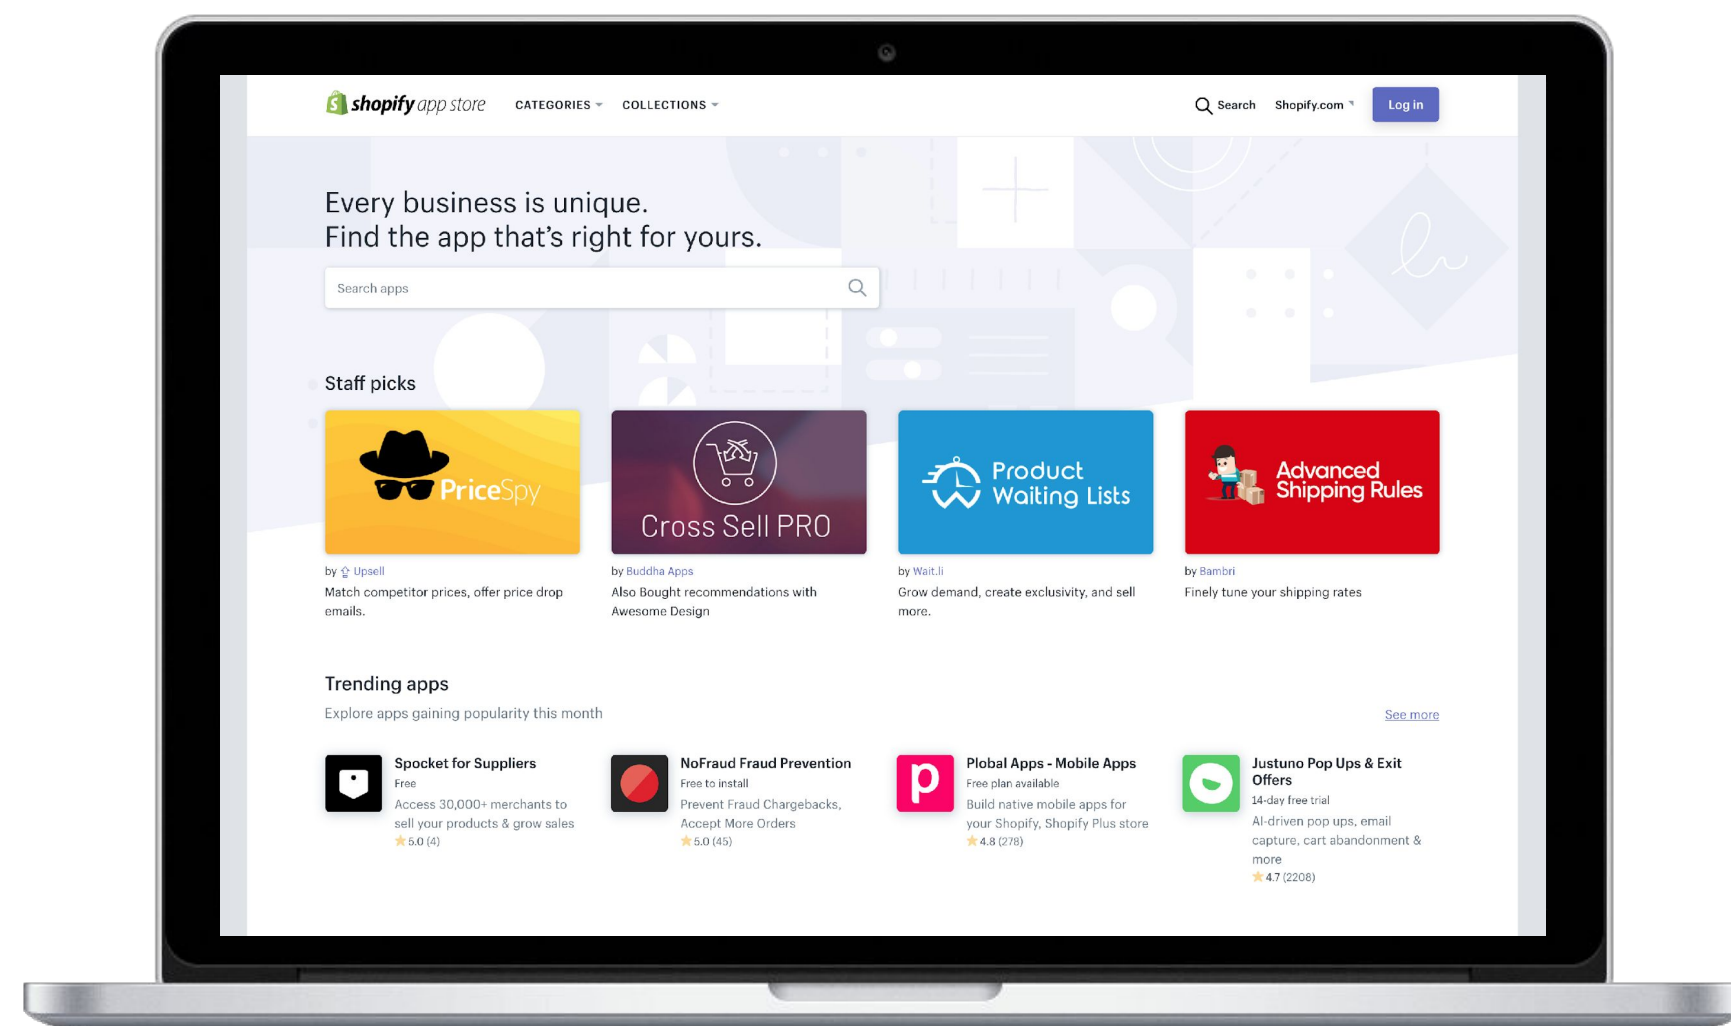 shopify app store CATEGORIES COLLECTIONS Search Shopify.com Log in
Every business is unique.
Find the app that's right for yours.
Search apps
Staff picks
PriceSpy
Cross Sell PRO
Product
Waiting Lists
Advanced
Shipping Rules
by Upsell
Match competitor prices, offer price drop
emails.
by Buddha Apps
Also Bought recommendations with
Awesome Design
by Wait.li
Grow demand, create exclusivity, and sell
more.
by Bambri
Finely tune your shipping rates
Trending apps
Explore apps gaining popularity this month
See more
Spocket for Suppliers
Free
Access 30,000+ merchants to
sell your products & grow sales
5.0 (4)
NoFraud Fraud Prevention
Free to install
Prevent Fraud Chargebacks,
Accept More Orders
5.0 (45)
p
Plobal Apps - Mobile Apps
Free plan available
Build native mobile apps for
your Shopify, Shopify Plus store
4.8 (278)
Justuno Pop Ups & Exit
Offers
14-day free trial
AI-driven pop ups, email
capture, cart abandonment &
more
4.7 (2208)